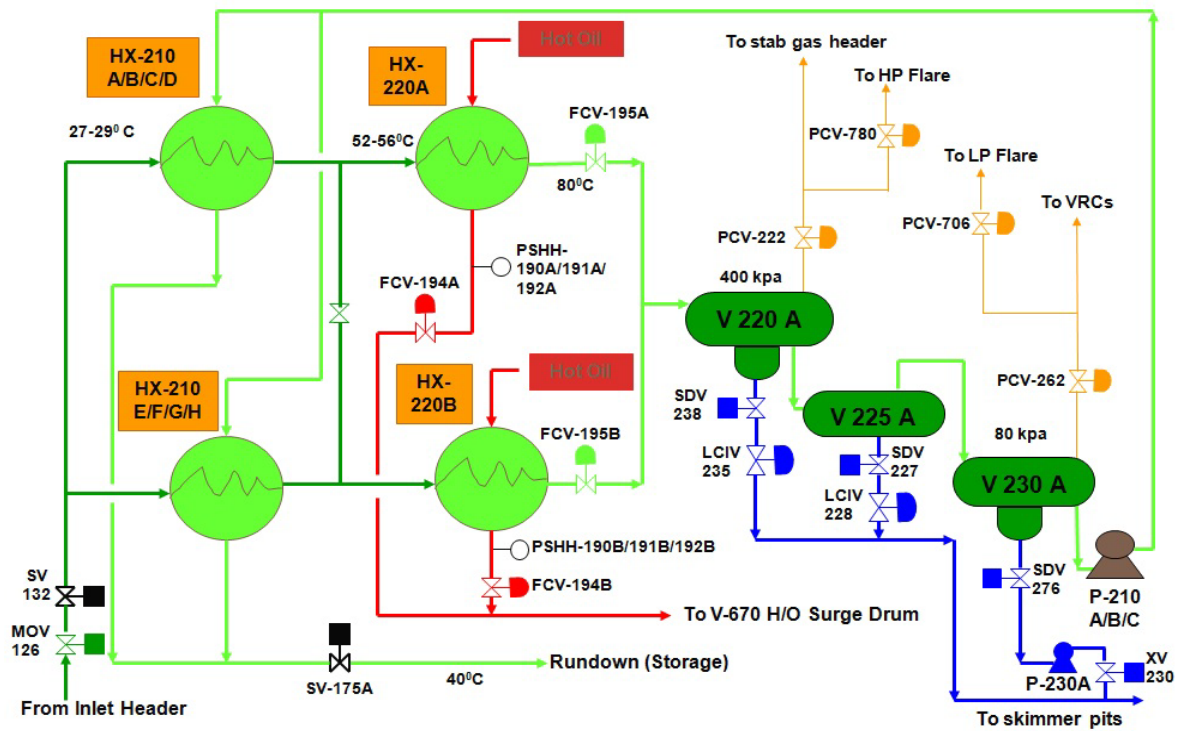 HX-210
A/B/C/D
HX-
220A
Hot Oil
To stab gas header
To HP Flare
FCV-195A
27-29⁰ C
52-56⁰C
PCV-780
To LP Flare
80⁰C
To VRCs
PCV-706
PCV-222
PSHH-
190A/191A/
192A
FCV-194A
400 kpa
V 220 A
HX-210
E/F/G/H
HX-
220B
Hot Oil
PCV-262
SDV
238
V 225 A
FCV-195B
80 kpa
LCIV
235
SDV
227
V 230 A
LCIV
228
PSHH-190B/191B/192B
SV
132
FCV-194B
SDV
276
P-210
A/B/C
To V-670 H/O Surge Drum
MOV
126
Rundown (Storage)
XV
230
SV-175A
40⁰C
P-230A
From Inlet Header
To skimmer pits